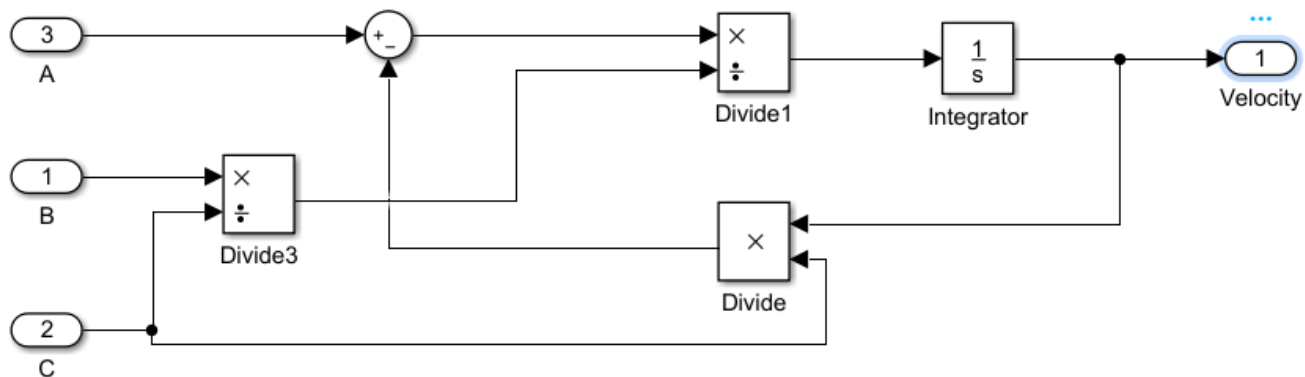 3
A
+
−
×
÷
Divide1
1
s
Integrator
...
1
Velocity
1
B
×
÷
Divide3
×
Divide
2
C